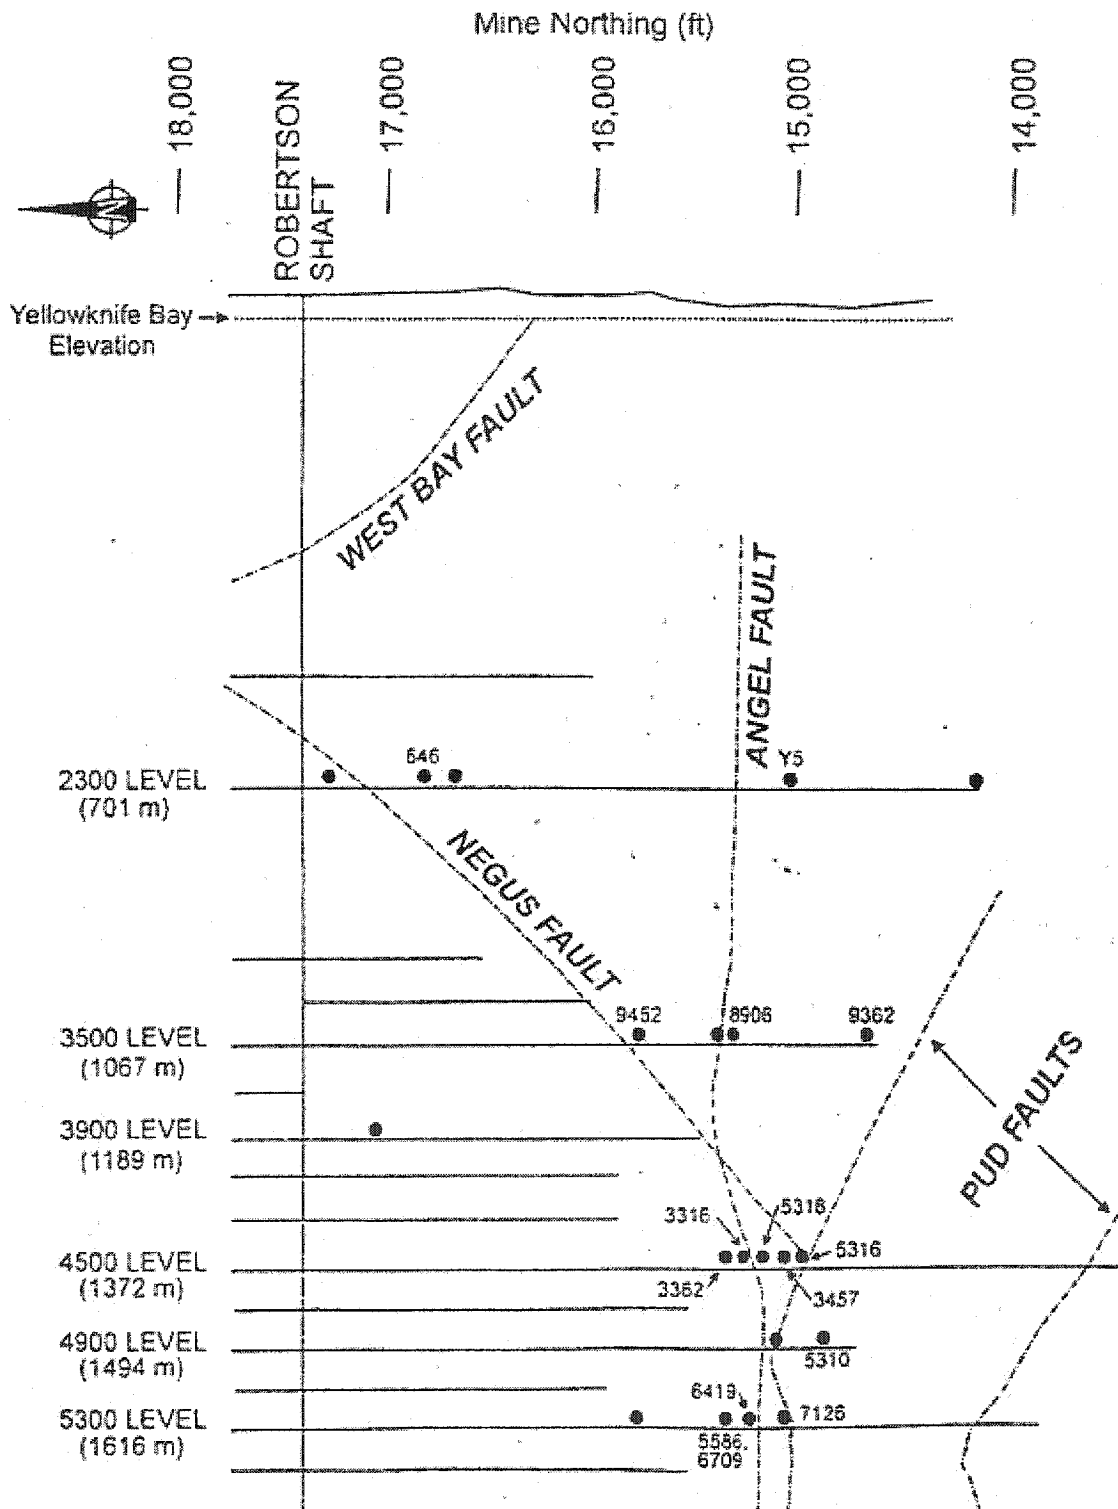 Mine Northing (ft)
18,000
17,000
16,000
15,000
14,000
ROBERTSON
SHAFT
N
Yellowknife Bay
Elevation
WEST BAY FAULT
ANGEL FAULT
646
Y5
2300 LEVEL
(701 m)
NEGUS FAULT
9452
8906
9362
3500 LEVEL
(1067 m)
PUD FAULTS
3900 LEVEL
(1189 m)
3316
5318
5316
4500 LEVEL
(1372 m)
3362
3457
4900 LEVEL
(1494 m)
5310
6419
7126
5300 LEVEL
(1616 m)
5586,
6709